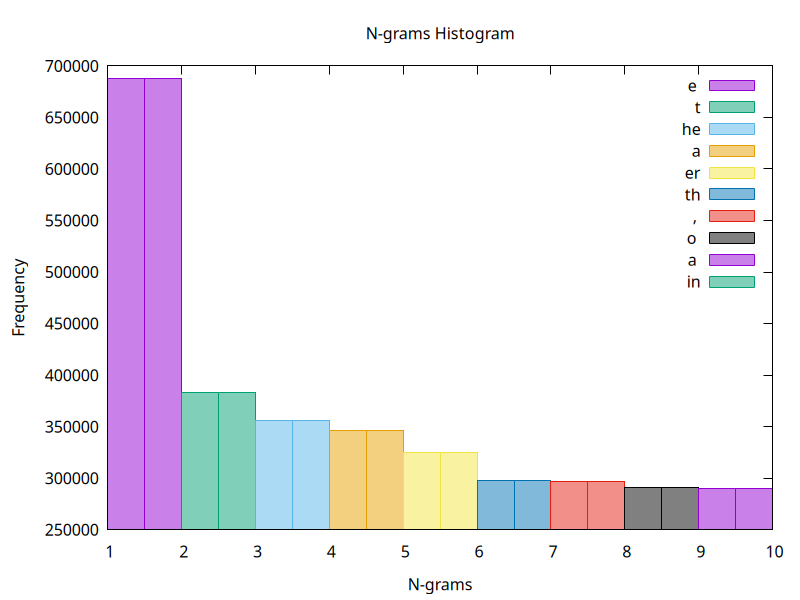 N-grams Histogram
700000
650000
600000
550000
500000
450000
400000
350000
300000
250000
Frequency
e
t
he
a
er
th
,
o
a
in
1 2 3 4 5 6 7 8 9 10
N-grams